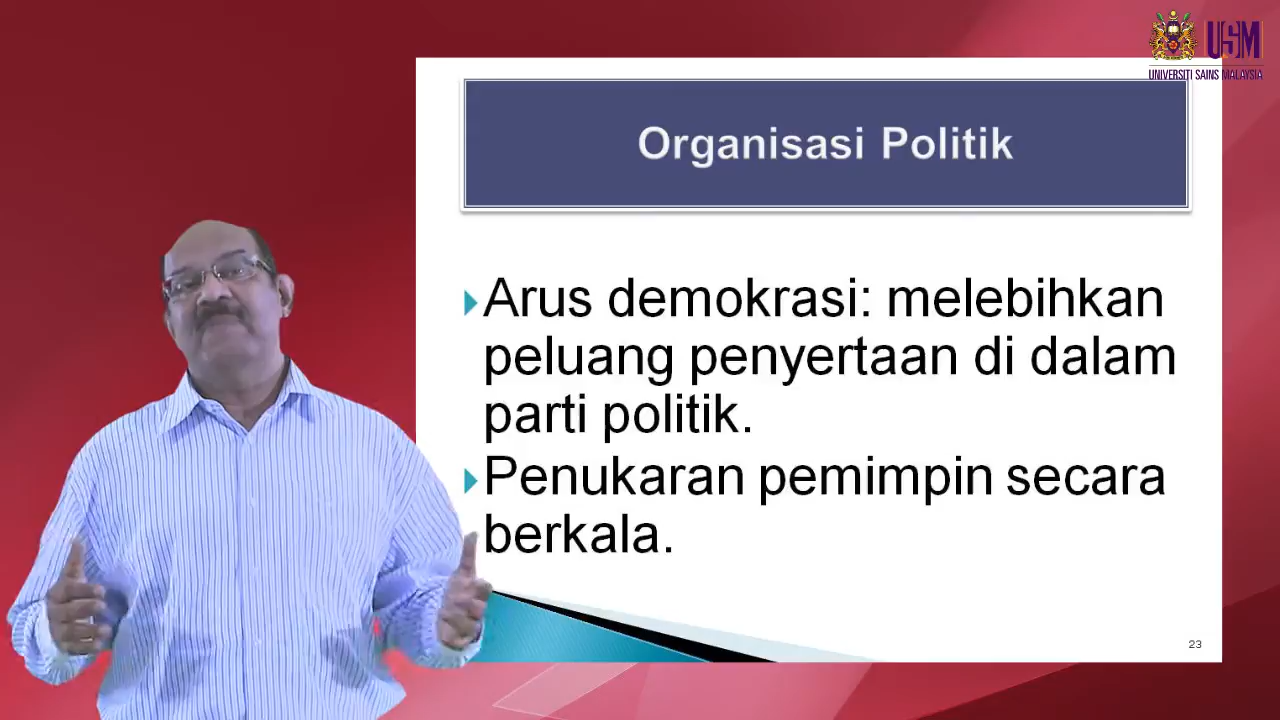 USM
UNIVERSITI SAINS MALAYSIA
Organisasi Politik
Arus demokrasi: melebihkan
peluang penyertaan di dalam
parti politik.
Penukaran pemimpin secara
berkala.
23